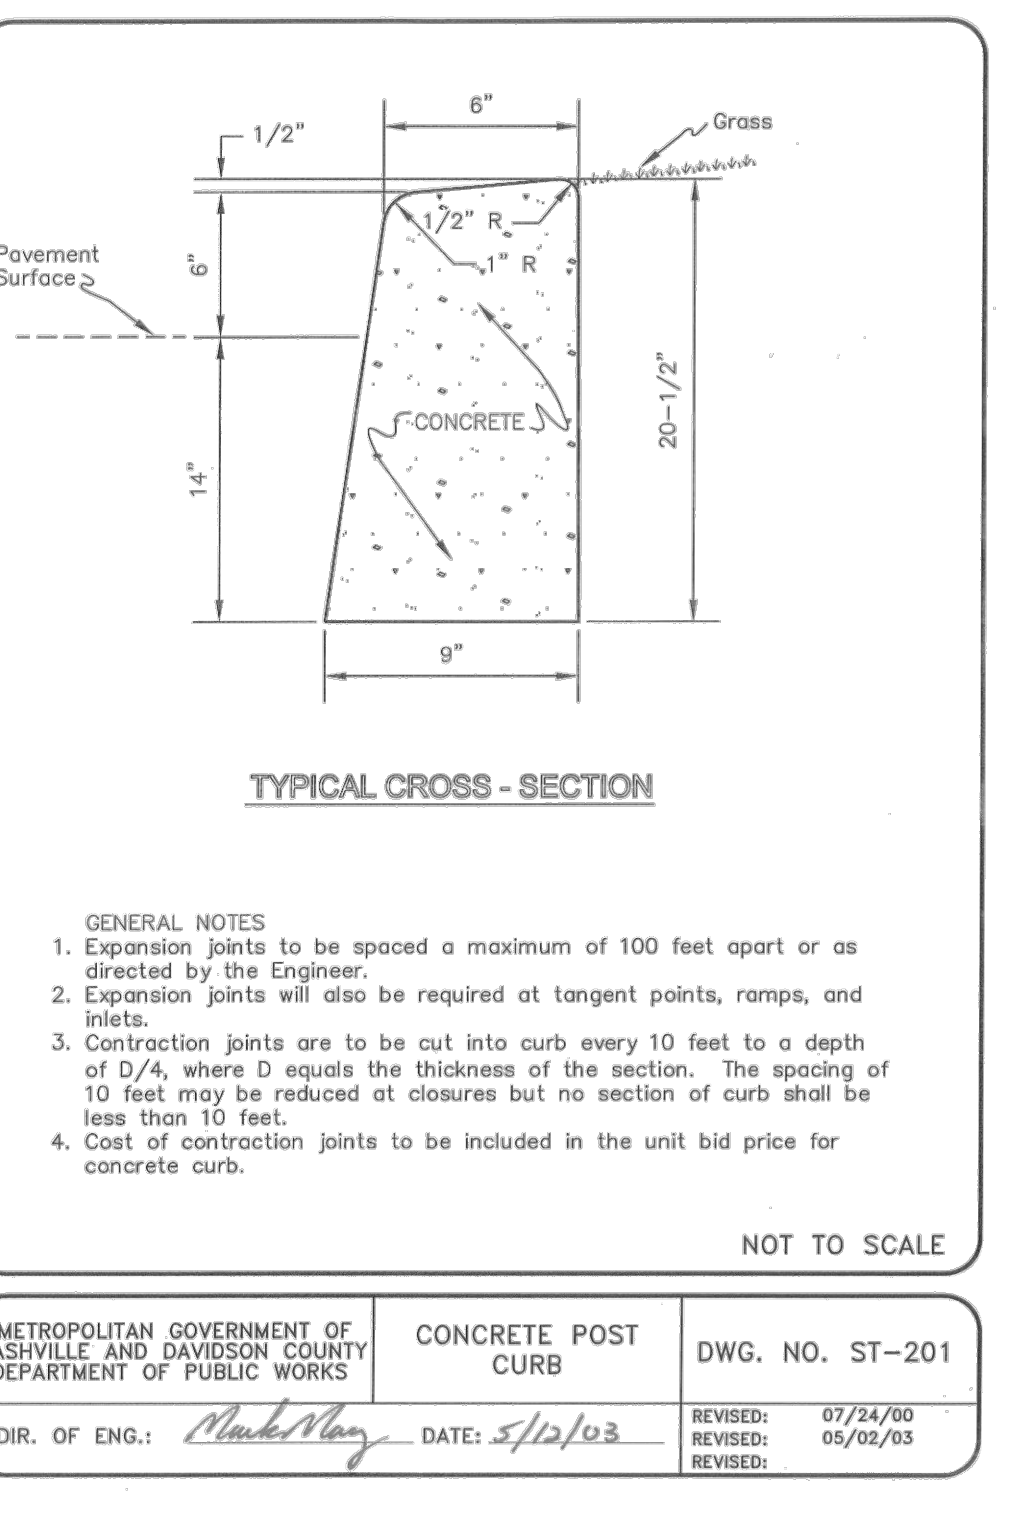 6"
1/2"
Grass
1/2" R
1" R
Pavement
Surface
6"
20-1/2"
CONCRETE
14"
9"
TYPICAL CROSS - SECTION
GENERAL NOTES
1. Expansion joints to be spaced a maximum of 100 feet apart or as
directed by the Engineer.
2. Expansion joints will also be required at tangent points, ramps, and
inlets.
3. Contraction joints are to be cut into curb every 10 feet to a depth
of D/4, where D equals the thickness of the section. The spacing of
10 feet may be reduced at closures but no section of curb shall be
less than 10 feet.
4. Cost of contraction joints to be included in the unit bid price for
concrete curb.
NOT TO SCALE
METROPOLITAN GOVERNMENT OF
ASHVILLE AND DAVIDSON COUNTY
DEPARTMENT OF PUBLIC WORKS
CONCRETE POST
CURB
DWG. NO. ST-201
DIR. OF ENG.: Mark Macy
DATE: 5/12/03
REVISED: 07/24/00
REVISED: 05/02/03
REVISED: